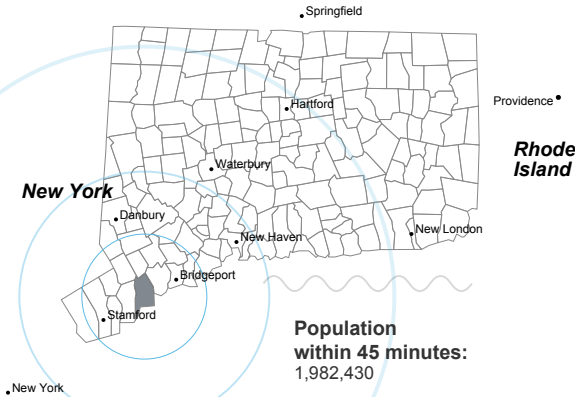 Springfield
Providence
Hartford
Rhode
Island
Waterbury
New York
Danbury
New London
New Haven
Bridgeport
Stamford
Population
within 45 minutes:
1,982,430
New York